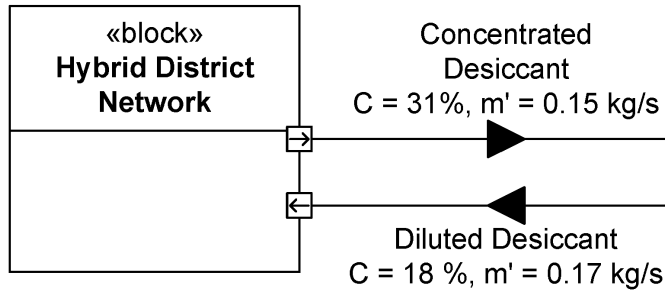 «block»
Hybrid District
Network
Concentrated
Desiccant
C = 31%, m' = 0.15 kg/s
Diluted Desiccant
C = 18 %, m' = 0.17 kg/s